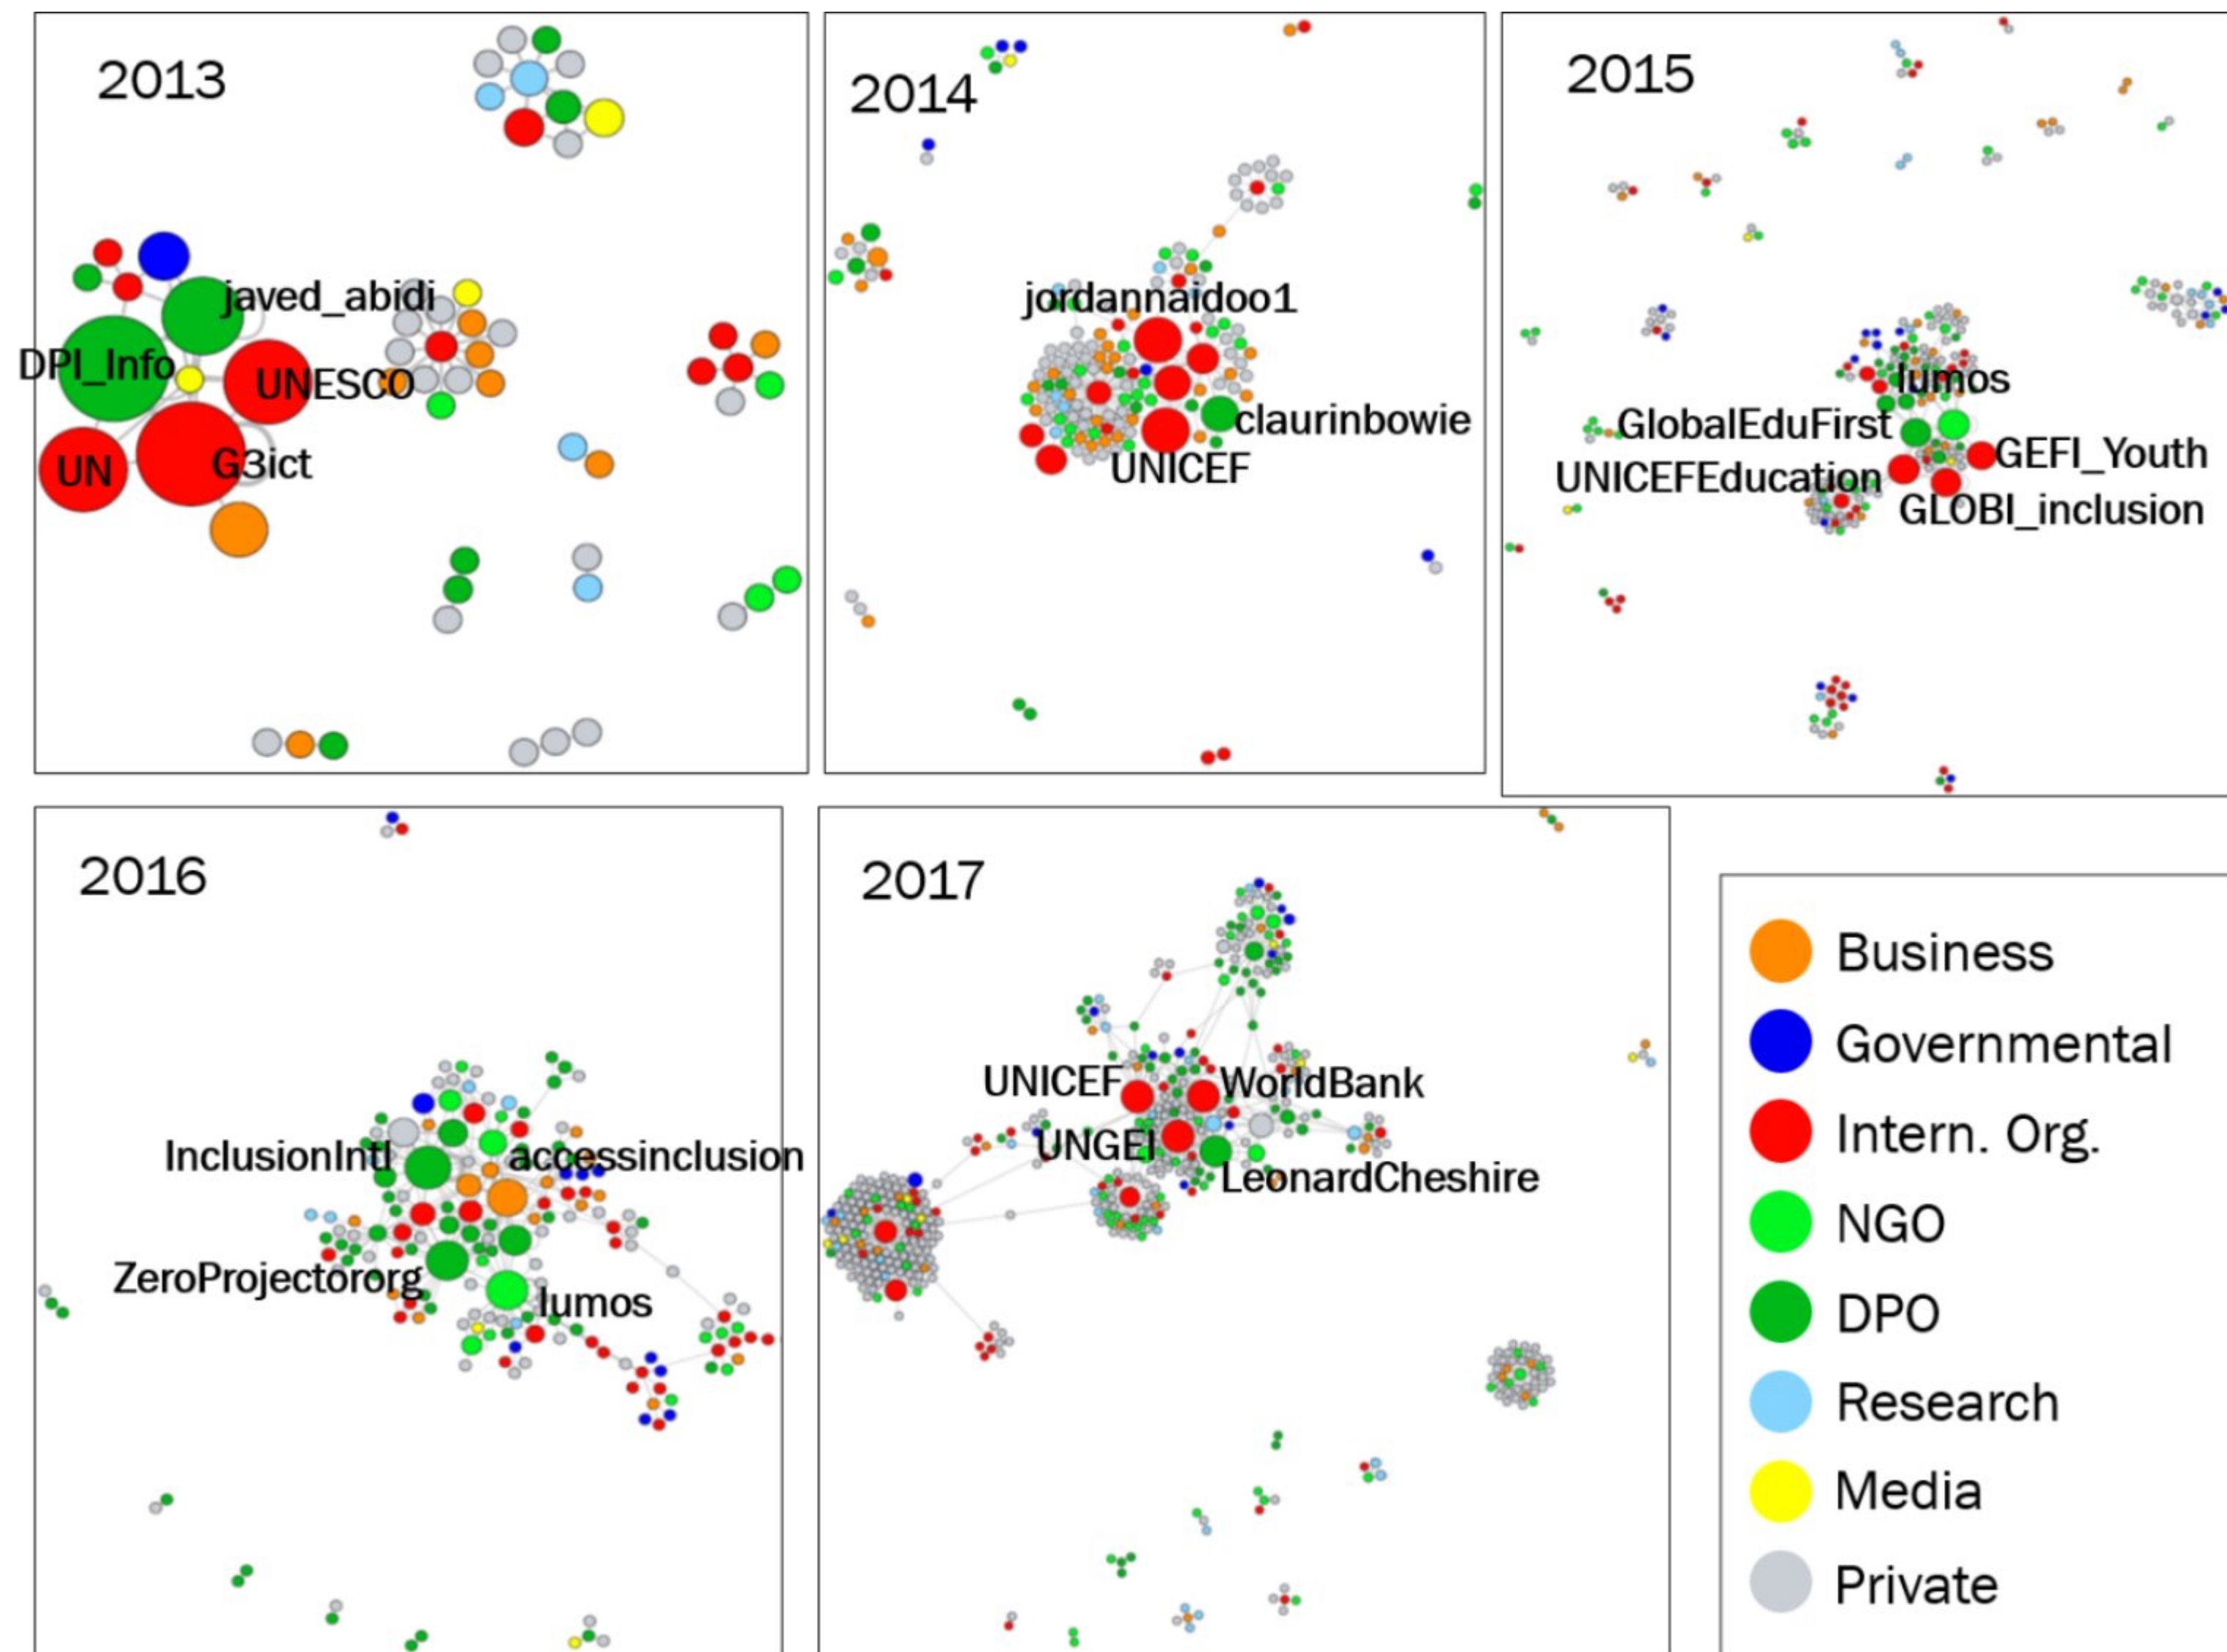 2013
javed_abidi
DPI_Info
UNESCO
UN
G3ict
2014
jordannaidoo1
claurinbowie
UNICEF
2015
lumos
GlobalEduFirst
GEFI_Youth
UNICEFEducation
GLOBI_inclusion
2016
InclusionIntl
accessinclusion
ZeroProjectororg
lumos
2017
UNICEF
WorldBank
UNGEI
LeonardCheshire
Business
Governmental
Intern. Org.
NGO
DPO
Research
Media
Private